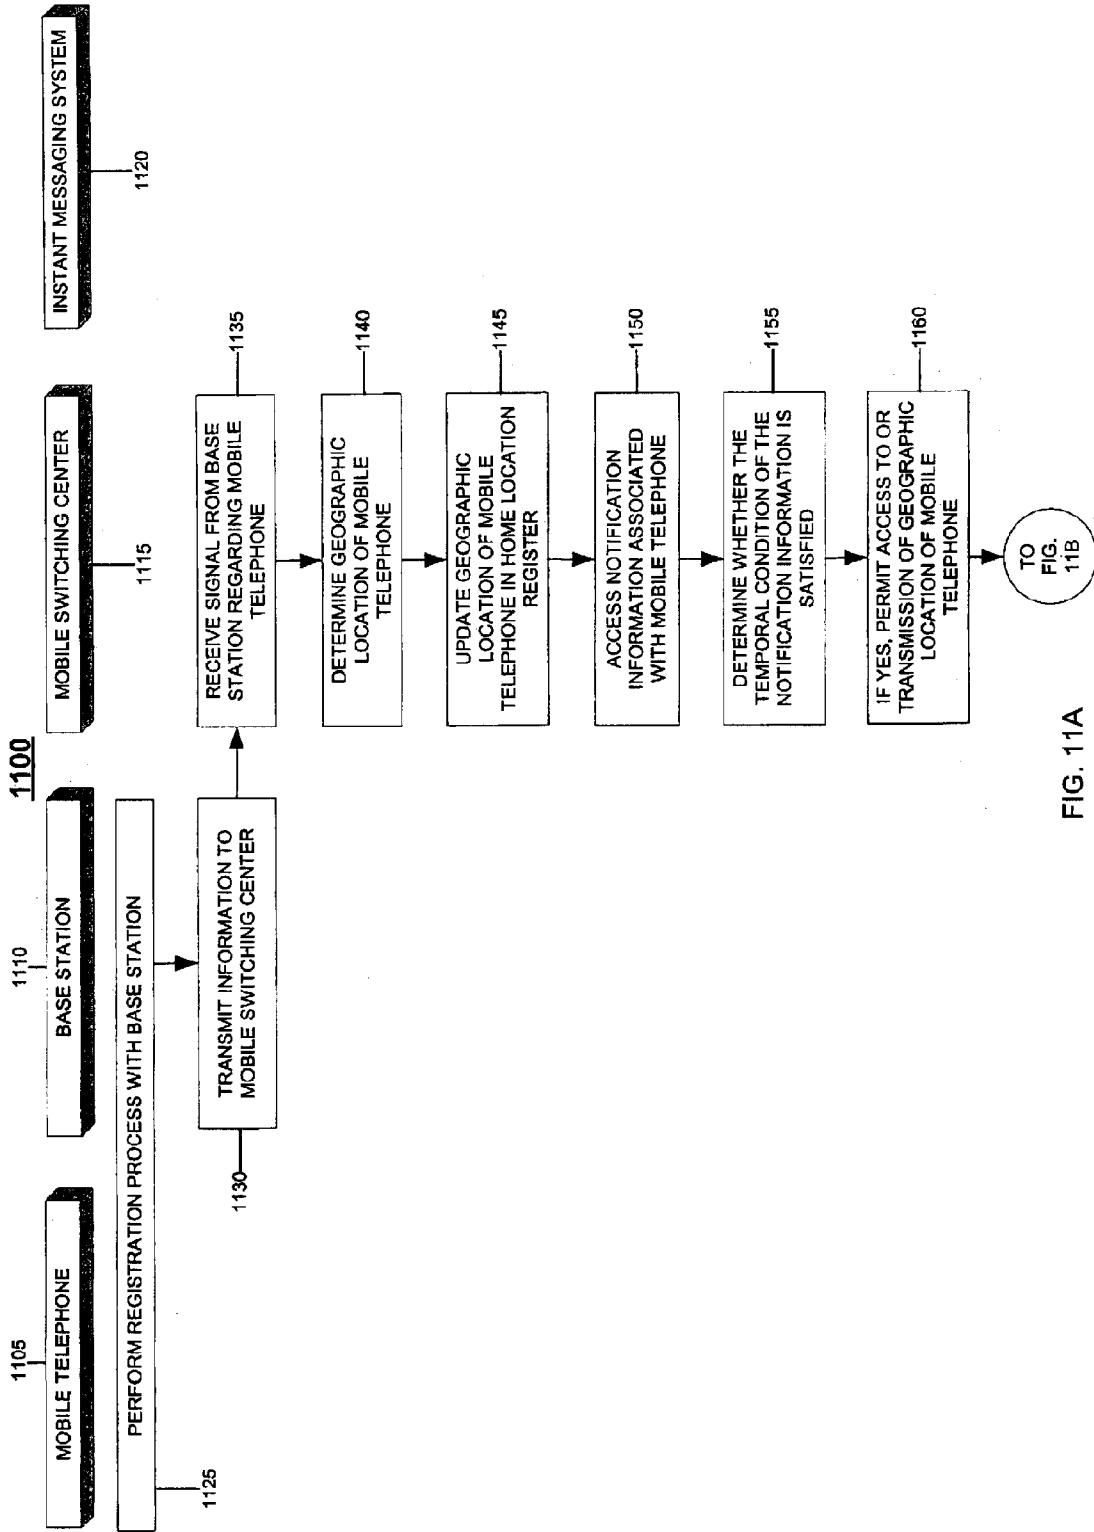 1100
1105
MOBILE TELEPHONE
1110
BASE STATION
MOBILE SWITCHING CENTER
1115
INSTANT MESSAGING SYSTEM
1120
PERFORM REGISTRATION PROCESS WITH BASE STATION
1125
TRANSMIT INFORMATION TO
MOBILE SWITCHING CENTER
1130
RECEIVE SIGNAL FROM BASE
STATION REGARDING MOBILE
TELEPHONE
1135
DETERMINE GEOGRAPHIC
LOCATION OF MOBILE
TELEPHONE
1140
UPDATE GEOGRAPHIC
LOCATION OF MOBILE
TELEPHONE IN HOME LOCATION
REGISTER
1145
ACCESS NOTIFICATION
INFORMATION ASSOCIATED
WITH MOBILE TELEPHONE
1150
DETERMINE WHETHER THE
TEMPORAL CONDITION OF THE
NOTIFICATION INFORMATION IS
SATISFIED
1155
IF YES, PERMIT ACCESS TO OR
TRANSMISSION OF GEOGRAPHIC
LOCATION OF MOBILE
TELEPHONE
1160
TO
FIG.
11B
FIG. 11A